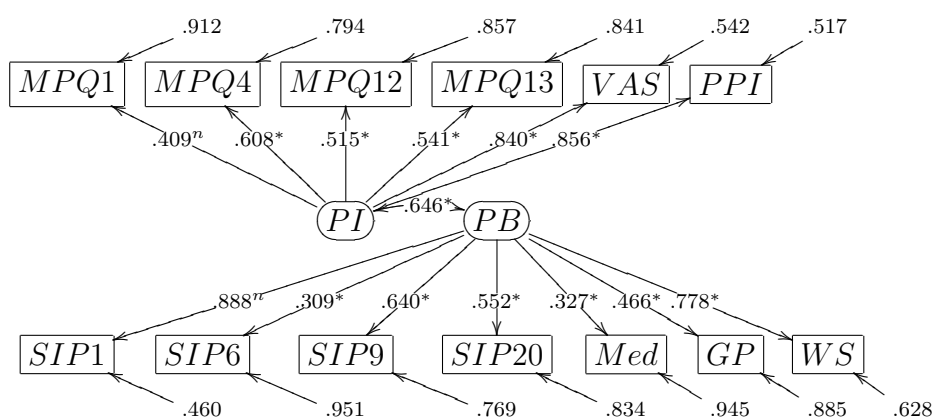 .912 .794 .857 .841 .542 .517
MPQ1 MPQ4 MPQ12 MPQ13 VAS PPI
.409ⁿ .608* .515* .541* .840* .856*
PI .646* PB
.888ⁿ .309* .640* .552* .327* .466* .778*
SIP1 SIP6 SIP9 SIP20 Med GP WS
.460 .951 .769 .834 .945 .885 .628